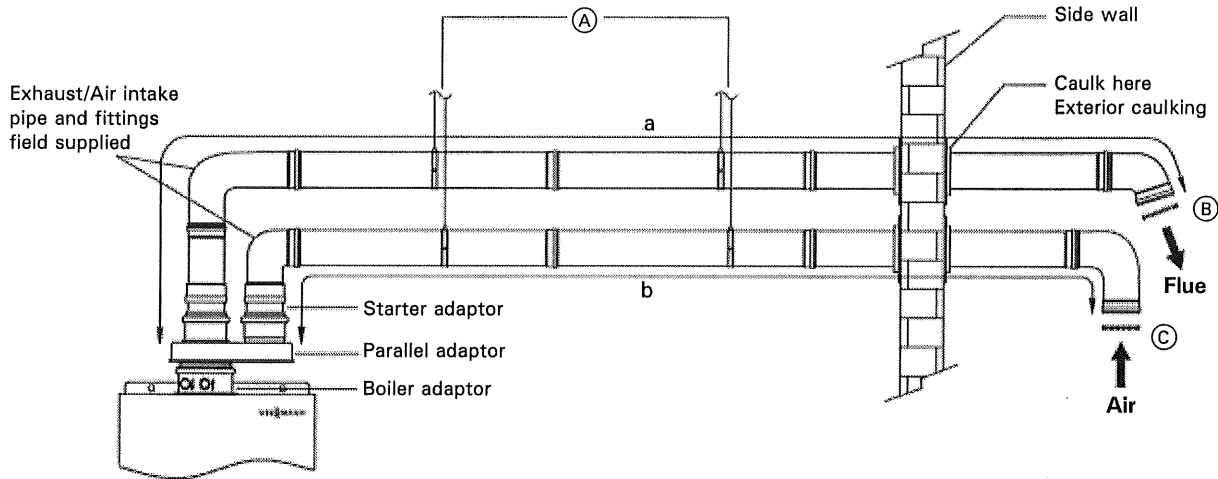 A
Side wall
Exhaust/Air intake
pipe and fittings
field supplied
Caulk here
Exterior caulking
a
B
Flue
b
Starter adaptor
C
Parallel adaptor
Boiler adaptor
Air
VIESMANN